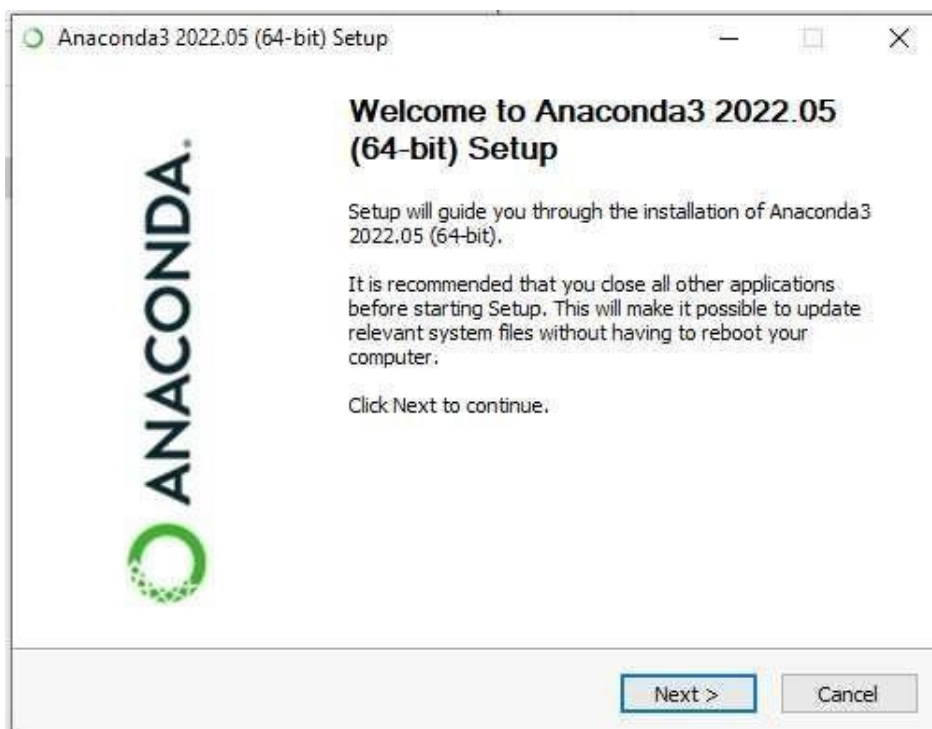 Anaconda3 2022.05 (64-bit) Setup
Welcome to Anaconda3 2022.05
(64-bit) Setup
ANACONDA.
Setup will guide you through the installation of Anaconda3
2022.05 (64-bit).
It is recommended that you close all other applications
before starting Setup. This will make it possible to update
relevant system files without having to reboot your
computer.
Click Next to continue.
Next >
Cancel